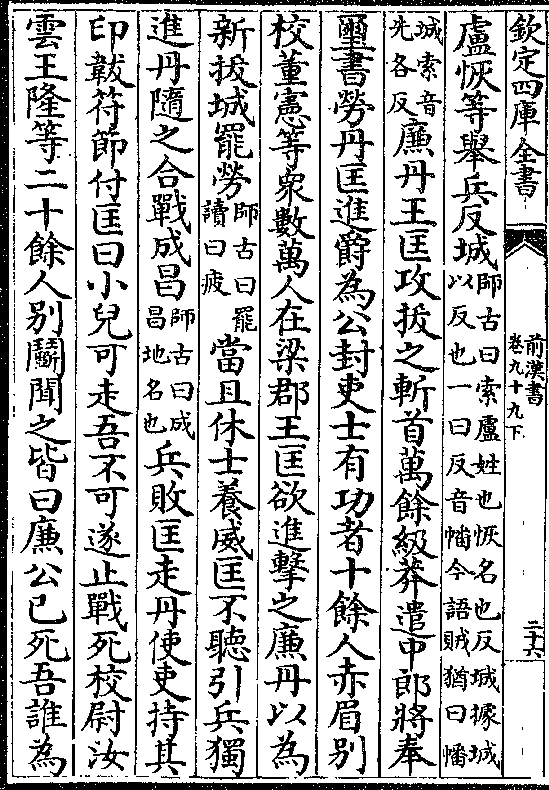 欽定四庫全書
前漢書
卷九十九下
二十六
盧恢等舉兵反城師古曰索盧姓也恢名也反城據城以反也一曰反音幡今語賊猶曰幡
城索音先各反廉丹王匡攻拔之斬首萬餘級莽遣中郎將奉
璽書勞丹匡進爵為公封吏士有功者十餘人赤眉别
校董憲等衆數萬人在梁郡王匡欲進擊之廉丹以為
新拔城罷勞師古曰罷讀曰疲當且休士養威匡不聽引兵獨
進丹隨之合戰成昌師古曰成昌地名也兵敗匡走丹使吏持其
印韍符節付匡曰小兒可走吾不可遂止戰死校尉汝
雲王隆等二十餘人别鬭聞之皆曰廉公已死吾誰為